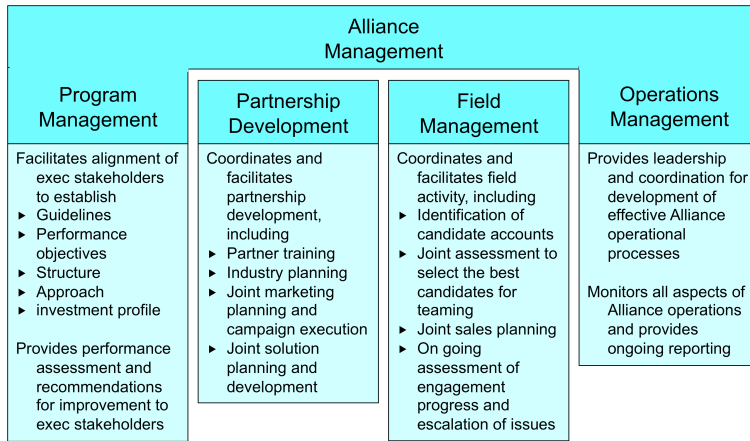 Alliance
Management
Program
Management
Facilitates alignment of
exec stakeholders
to establish
► Guidelines
► Performance
objectives
► Structure
► Approach
► investment profile
Provides performance
assessment and
recommendations
for improvement to
exec stakeholders
Partnership
Development
Coordinates and
facilitates
partnership
development,
including
► Partner training
► Industry planning
► Joint marketing
planning and
campaign execution
► Joint solution
planning and
development
Field
Management
Coordinates and
facilitates field
activity, including
► Identification of
candidate accounts
► Joint assessment to
select the best
candidates for
teaming
► Joint sales planning
► On going
assessment of
engagement
progress and
escalation of issues
Operations
Management
Provides leadership
and coordination for
development of
effective Alliance
operational
processes
Monitors all aspects of
Alliance operations
and provides
ongoing reporting